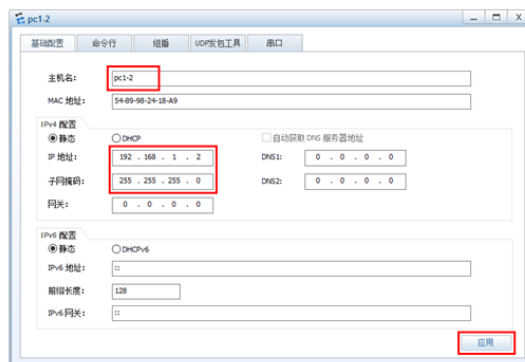 pc1-2
基础配置 命令行 组播 UDP发包工具 串口
主机名: pc1-2
MAC 地址: 54-89-98-24-18-A9
IPv4 配置
静态 DHCP 自动获取 DNS 服务器地址
IP 地址: 192 . 168 . 1 . 2 DNS1: 0 . 0 . 0 . 0
子网掩码: 255 . 255 . 255 . 0 DNS2: 0 . 0 . 0 . 0
网关: 0 . 0 . 0 . 0
IPv6 配置
静态 DHCPv6
IPv6 地址: ::
前缀长度: 128
IPv6 网关: ::
应用